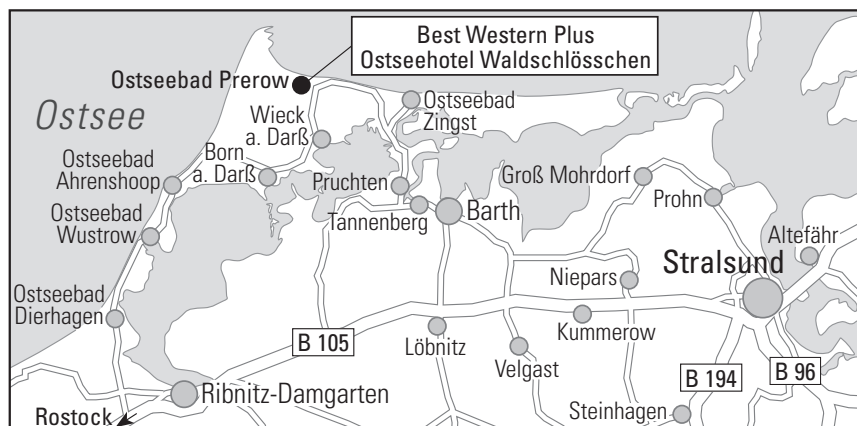 Best Western Plus
Ostseehotel Waldschlösschen
Ostseebad Prerow
Ostsee
Ostseebad
Zingst
Wieck
a. Darß
Born
a. Darß
Ostseebad
Ahrenshoop
Pruchten
Groß Mohrdorf
Prohn
Tannenberg
Barth
Ostseebad
Wustrow
Altefähr
Stralsund
Niepars
Ostseebad
Dierhagen
Kummerow
B 105
Löbnitz
Velgast
B 194
B 96
Ribnitz-Damgarten
Steinhagen
Rostock